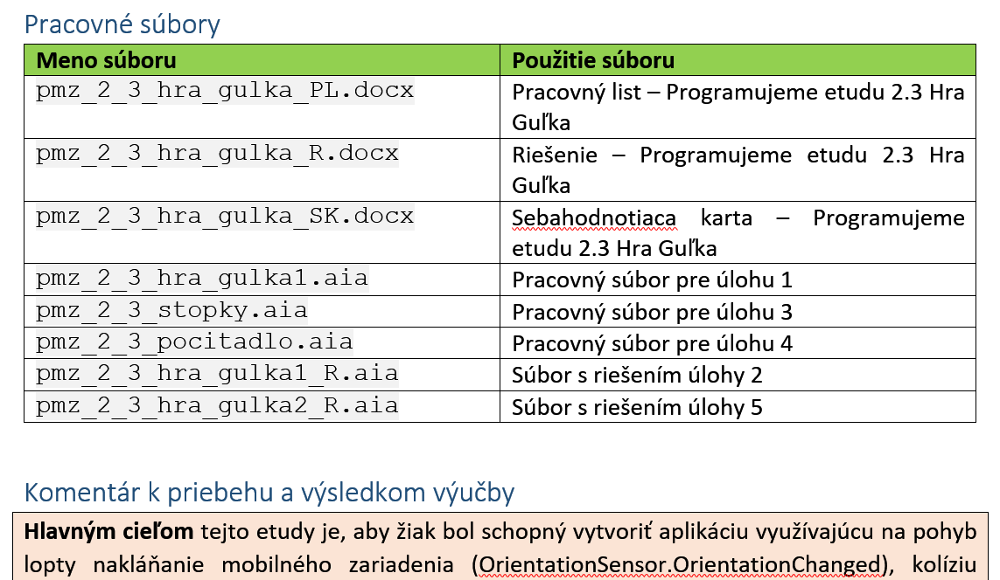 Pracovné súbory
Meno súboru Použitie súboru
pmz_2_3_hra_gulka_PL.docx Pracovný list – Programujeme etudu 2.3 Hra
Guľka
pmz_2_3_hra_gulka_R.docx Riešenie – Programujeme etudu 2.3 Hra
Guľka
pmz_2_3_hra_gulka_SK.docx Sebahodnotiaca karta – Programujeme
etudu 2.3 Hra Guľka
pmz_2_3_hra_gulka1.aia Pracovný súbor pre úlohu 1
pmz_2_3_stopky.aia Pracovný súbor pre úlohu 3
pmz_2_3_pocitadlo.aia Pracovný súbor pre úlohu 4
pmz_2_3_hra_gulka1_R.aia Súbor s riešením úlohy 2
pmz_2_3_hra_gulka2_R.aia Súbor s riešením úlohy 5
Komentár k priebehu a výsledkom výučby
Hlavným cieľom tejto etudy je, aby žiak bol schopný vytvoriť aplikáciu využívajúcu na pohyb
lopty nakláňanie mobilného zariadenia (OrientationSensor.OrientationChanged), kolíziu